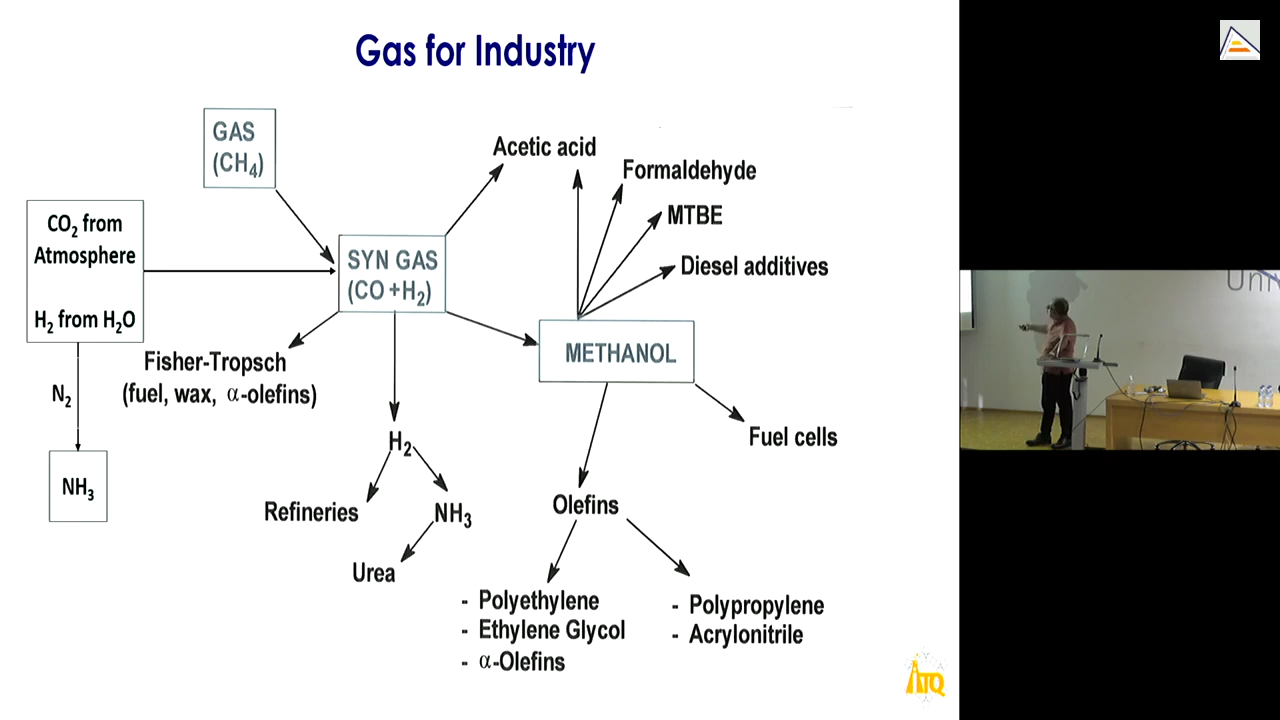 Gas for Industry
GAS
(CH₄)
CO₂ from
Atmosphere
H₂ from H₂O
N₂
NH₃
SYN GAS
(CO +H₂)
Fisher-Tropsch
(fuel, wax, α-olefins)
H₂
Refineries
NH₃
Urea
Acetic acid
Formaldehyde
MTBE
Diesel additives
METHANOL
Fuel cells
Olefins
- Polyethylene
- Ethylene Glycol
- α-Olefins
- Polypropylene
- Acrylonitrile
ITQ
Uni